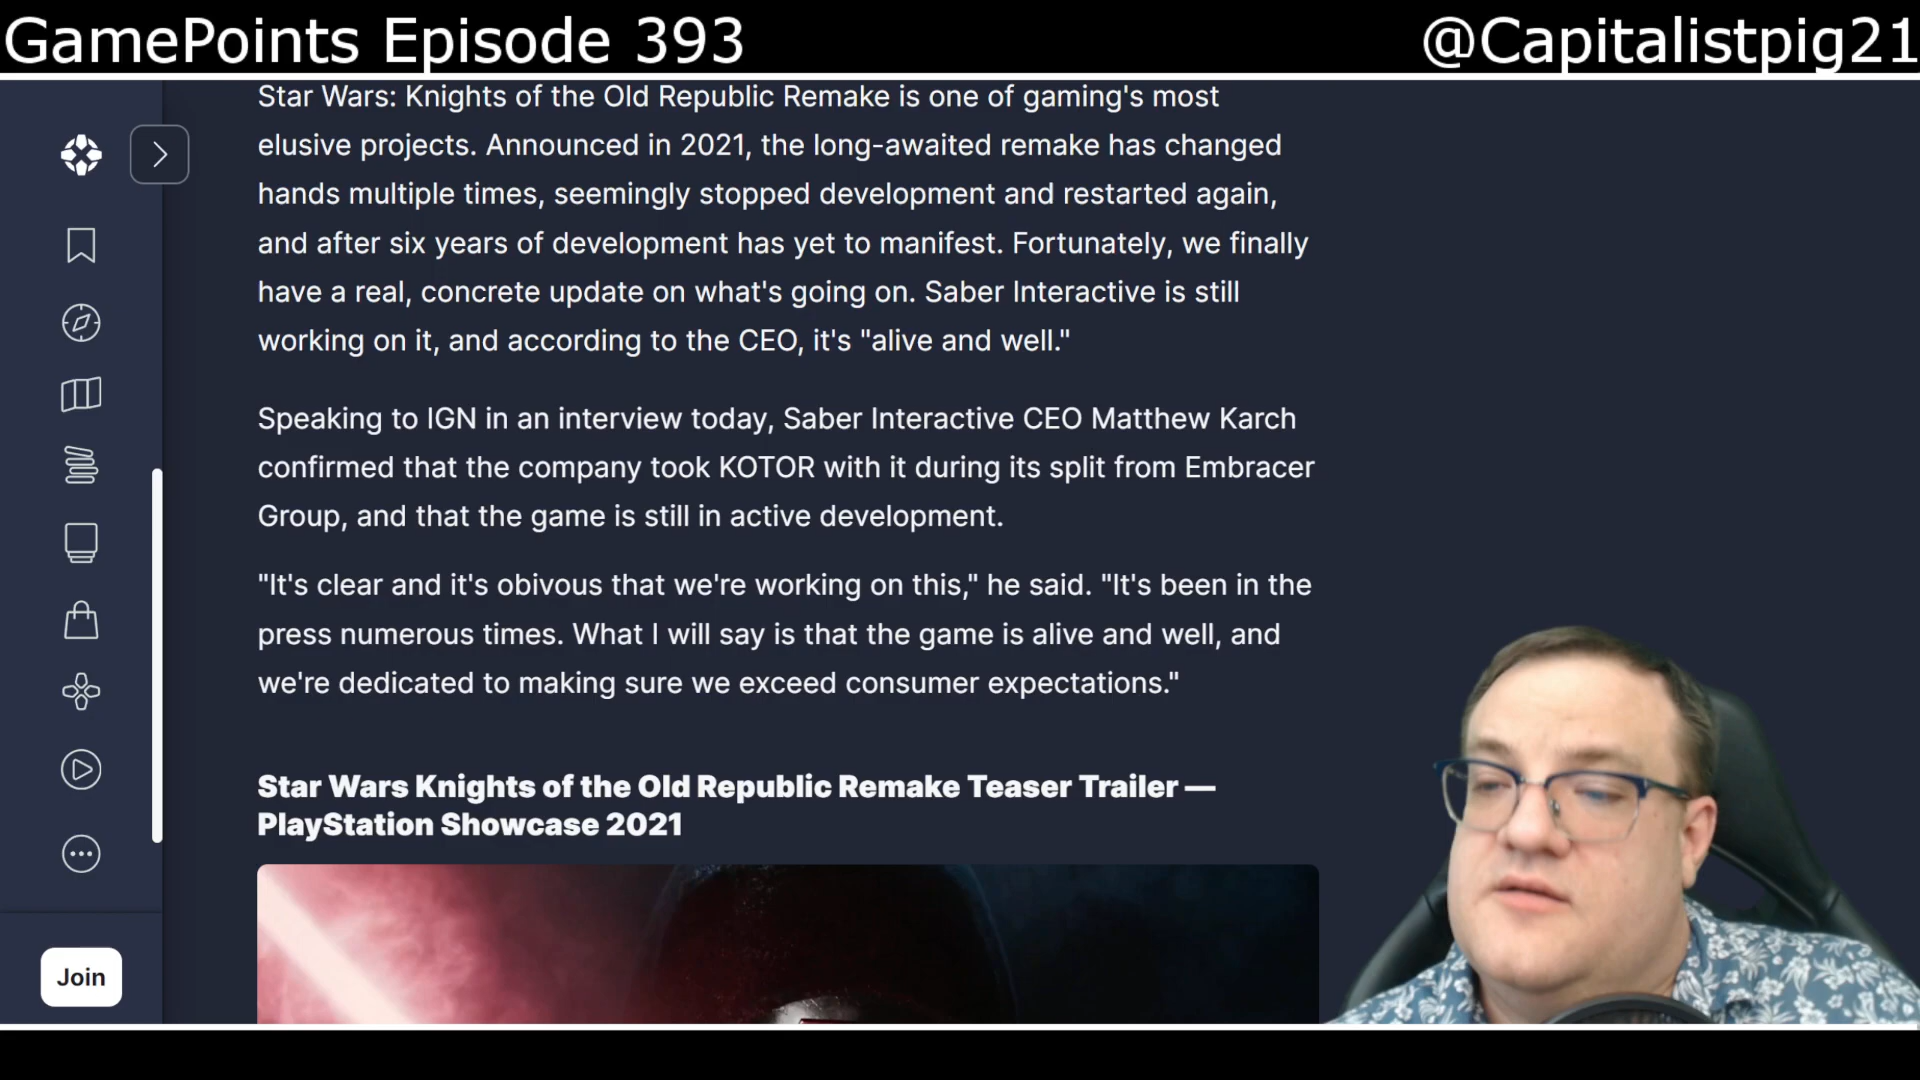 GamePoints Episode 393
@Capitalistpig21
Star Wars: Knights of the Old Republic Remake is one of gaming's most
elusive projects. Announced in 2021, the long-awaited remake has changed
hands multiple times, seemingly stopped development and restarted again,
and after six years of development has yet to manifest. Fortunately, we finally
have a real, concrete update on what's going on. Saber Interactive is still
working on it, and according to the CEO, it's "alive and well."
Speaking to IGN in an interview today, Saber Interactive CEO Matthew Karch
confirmed that the company took KOTOR with it during its split from Embracer
Group, and that the game is still in active development.
"It's clear and it's obivous that we're working on this," he said. "It's been in the
press numerous times. What I will say is that the game is alive and well, and
we're dedicated to making sure we exceed consumer expectations."
Star Wars Knights of the Old Republic Remake Teaser Trailer —
PlayStation Showcase 2021
Join